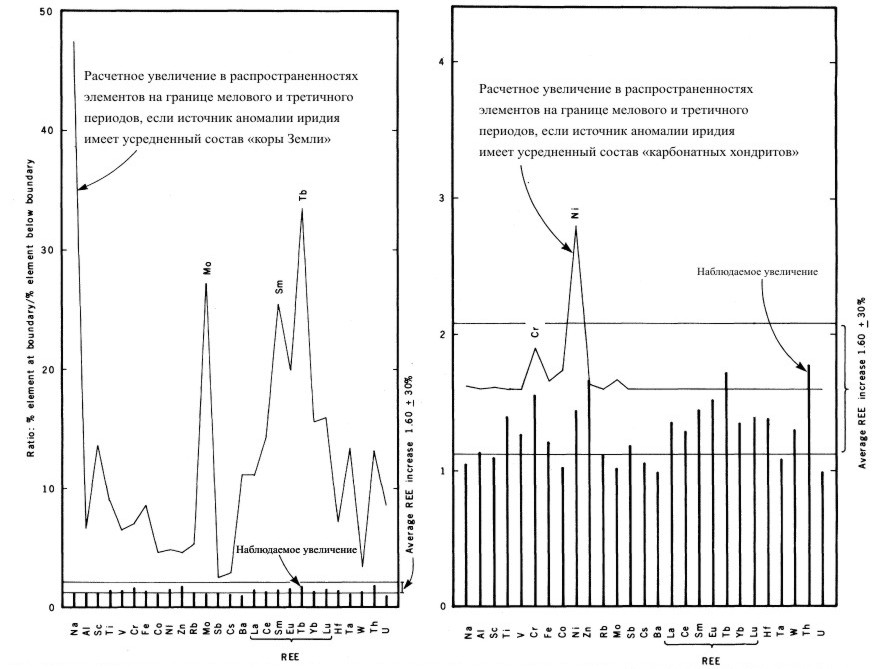 50
40
30
20
10
0
Ratio: % element at boundary/% element below boundary
Расчетное увеличение в распространенностях
элементов на границе мелового и третичного
периодов, если источник аномалии иридия
имеет усредненный состав «коры Земли»
Mo
Sm
Tb
Наблюдаемое увеличение
Average REE increase 1.60 ± 30%
Na Al Sc Ti V Cr Fe Co Ni Zn Rb Mo Sb Cs Ba La Ce Sm Eu Tb Yb Lu Hf Ta W Th U
REE
4
3
2
1
0
Расчетное увеличение в распространенностях
элементов на границе мелового и третичного
периодов, если источник аномалии иридия
имеет усредненный состав «карбонатных хондритов»
Ni
Cr
Наблюдаемое увеличение
Average REE increase 1.60 ± 30%
Na Al Sc Ti V Cr Fe Co Ni Zn Rb Mo Sb Cs Ba La Ce Sm Eu Tb Yb Lu Hf Ta W Th U
REE